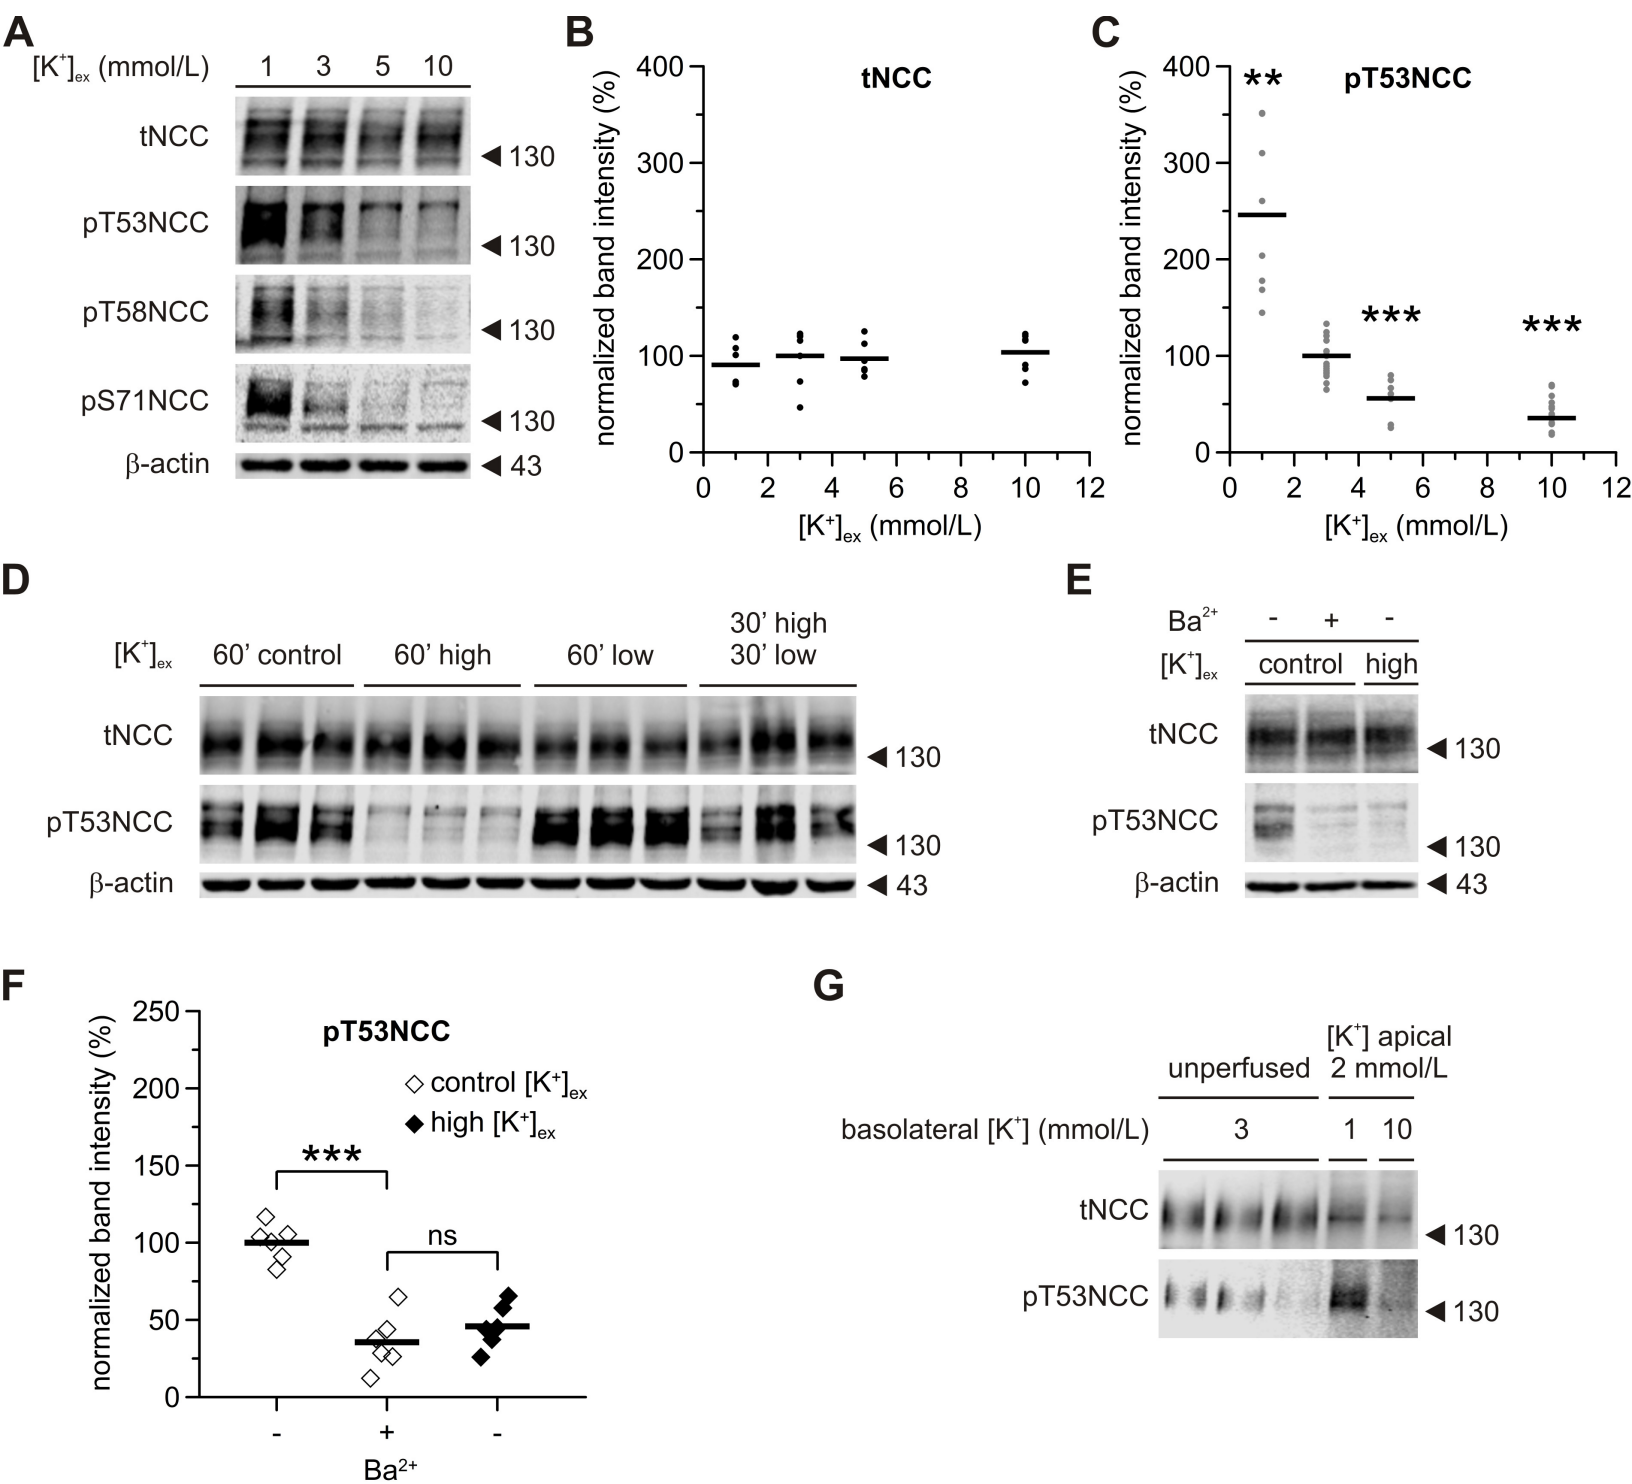 A
[K⁺]ex (mmol/L) 1 3 5 10
tNCC
130
pT53NCC
130
pT58NCC
130
pS71NCC
130
β-actin
43
B
400
300
200
100
0
normalized band intensity (%)
tNCC
0 2 4 6 8 10 12
[K⁺]ex (mmol/L)
C
400
300
200
100
0
normalized band intensity (%)
pT53NCC
**
***
***
0 2 4 6 8 10 12
[K⁺]ex (mmol/L)
D
[K⁺]ex
60’ control
60’ high
60’ low
30’ high
30’ low
tNCC
130
pT53NCC
130
β-actin
43
E
Ba²⁺ - + -
[K⁺]ex control high
tNCC
130
pT53NCC
130
β-actin
43
F
250
200
150
100
50
0
normalized band intensity (%)
pT53NCC
control [K⁺]ex
high [K⁺]ex
***
ns
- + -
Ba²⁺
G
unperfused
[K⁺] apical
2 mmol/L
basolateral [K⁺] (mmol/L) 3 1 10
tNCC
130
pT53NCC
130